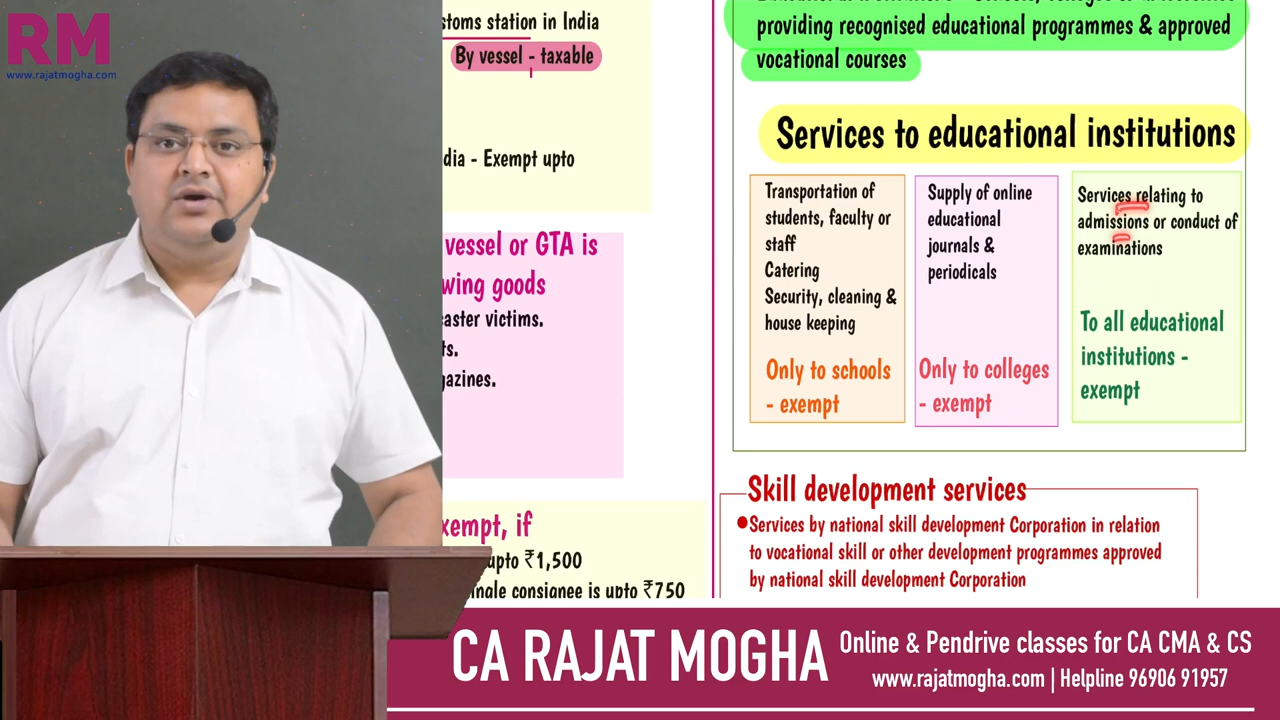 RM
www.rajatmogha.com
stoms station in India
By vessel - taxable
dia - Exempt upto
vessel or GTA is
wing goods
caster victims.
ts.
gazines.
xempt, if
upto ₹1,500
ngle consignee is upto ₹750
providing recognised educational programmes & approved
vocational courses
Services to educational institutions
Transportation of
students, faculty or
staff
Catering
Security, cleaning &
house keeping
Only to schools
- exempt
Supply of online
educational
journals &
periodicals
Only to colleges
- exempt
Services relating to
admissions or conduct of
examinations
To all educational
institutions -
exempt
Skill development services
●Services by national skill development Corporation in relation
to vocational skill or other development programmes approved
by national skill development Corporation
CA RAJAT MOGHA
Online & Pendrive classes for CA CMA & CS
www.rajatmogha.com | Helpline 96906 91957